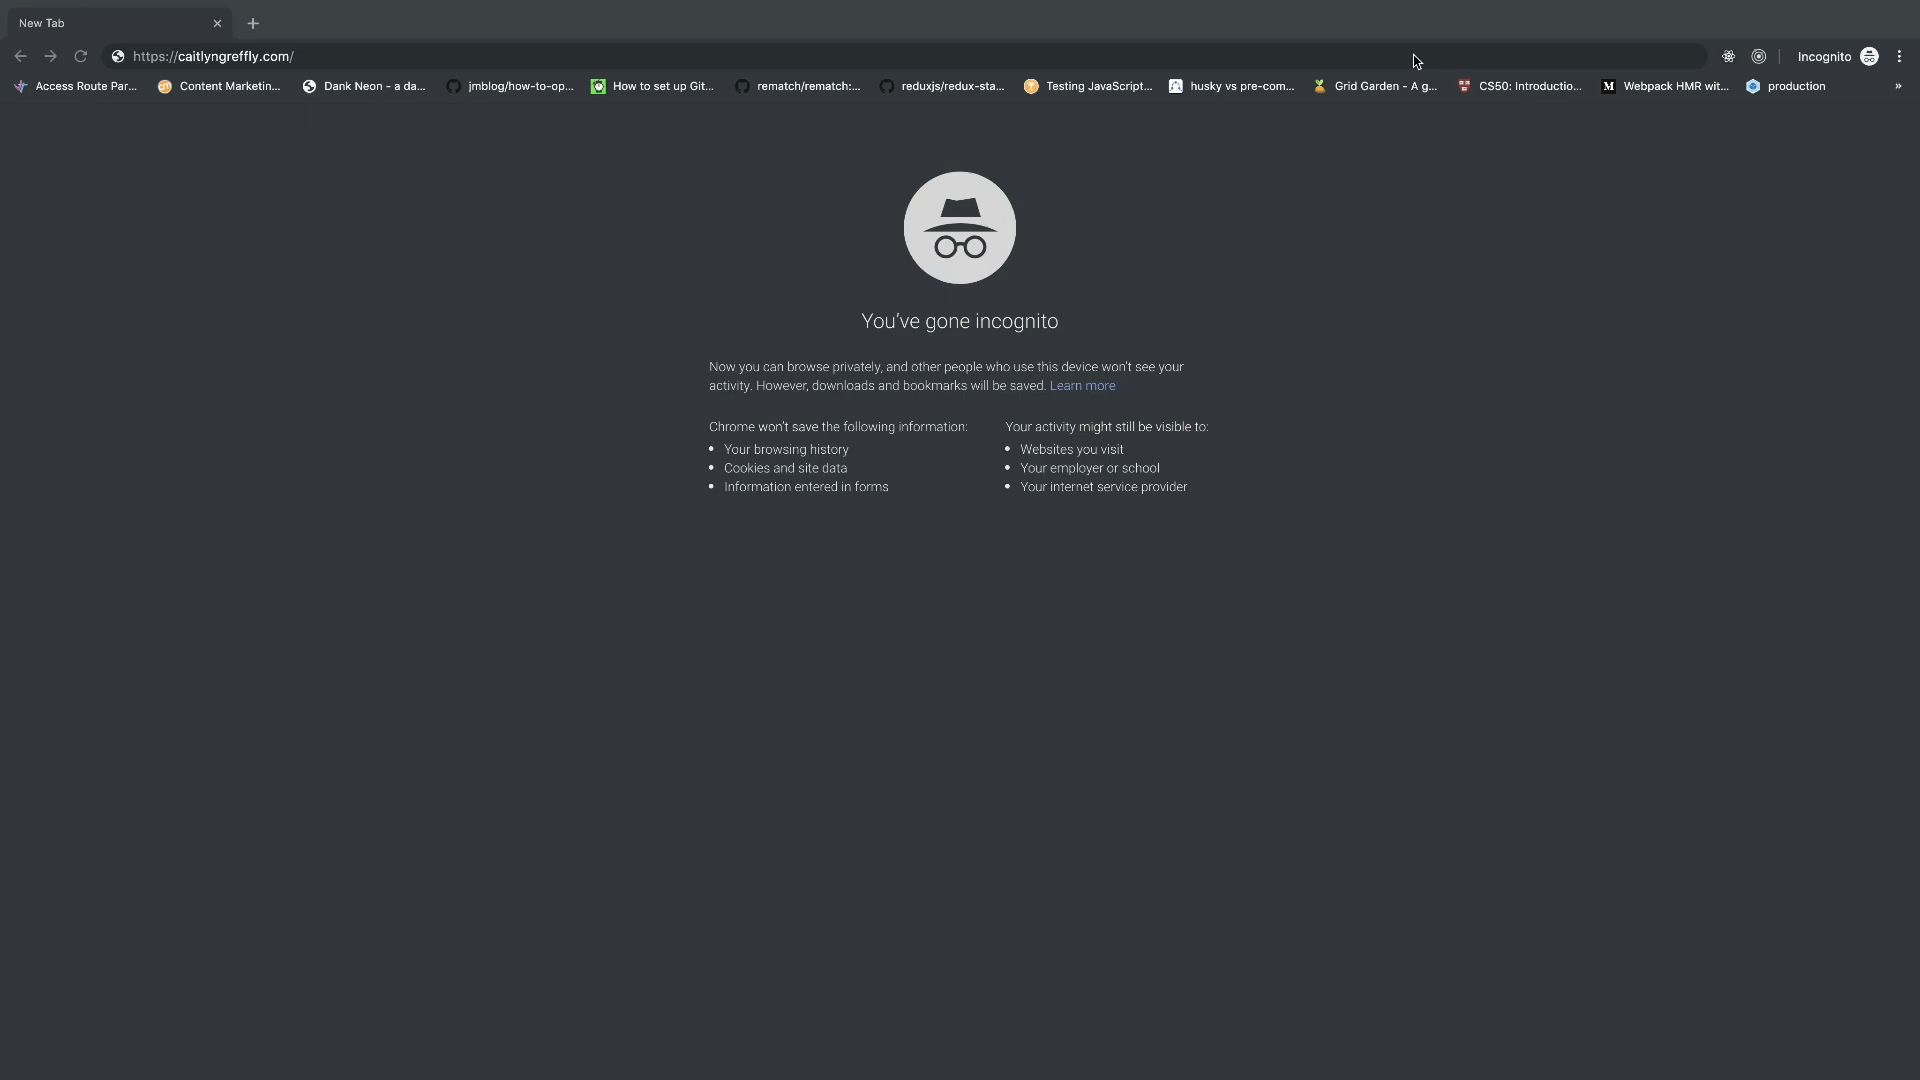 New Tab
https://caitlyngreffly.com/
Incognito
Access Route Par...
Content Marketin...
Dank Neon - a da...
jmblog/how-to-op...
How to set up Git...
rematch/rematch:...
reduxjs/redux-sta...
Testing JavaScript...
husky vs pre-com...
Grid Garden - A g...
CS50: Introductio...
M Webpack HMR wit...
production
»
You've gone incognito
Now you can browse privately, and other people who use this device won't see your
activity. However, downloads and bookmarks will be saved. Learn more
Chrome won't save the following information:
• Your browsing history
• Cookies and site data
• Information entered in forms
Your activity might still be visible to:
• Websites you visit
• Your employer or school
• Your internet service provider